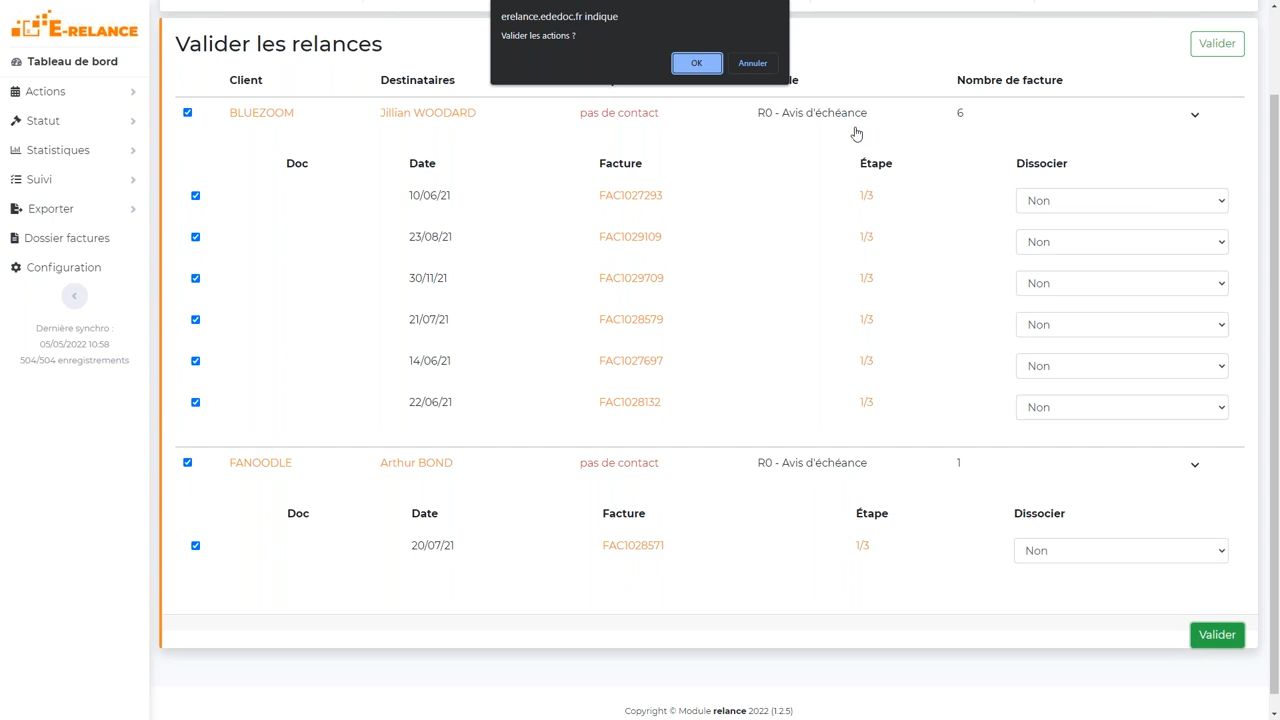 E-RELANCE
Tableau de bord
Actions
Statut
Statistiques
Suivi
Exporter
Dossier factures
Configuration
Dernière synchro :
05/05/2022 10:58
504/504 enregistrements
erelance.ededoc.fr indique
Valider les actions ?
OK Annuler
Valider les relances Valider
Client Destinataires Nombre de facture
BLUEZOOM Jillian WOODARD pas de contact R0 - Avis d'échéance 6
Doc Date Facture Étape Dissocier
10/06/21 FAC1027293 1/3 Non
23/08/21 FAC1029109 1/3 Non
30/11/21 FAC1029709 1/3 Non
21/07/21 FAC1028579 1/3 Non
14/06/21 FAC1027697 1/3 Non
22/06/21 FAC1028132 1/3 Non
FANOODLE Arthur BOND pas de contact R0 - Avis d'échéance 1
Doc Date Facture Étape Dissocier
20/07/21 FAC1028571 1/3 Non
Valider
Copyright © Module relance 2022 (1.2.5)